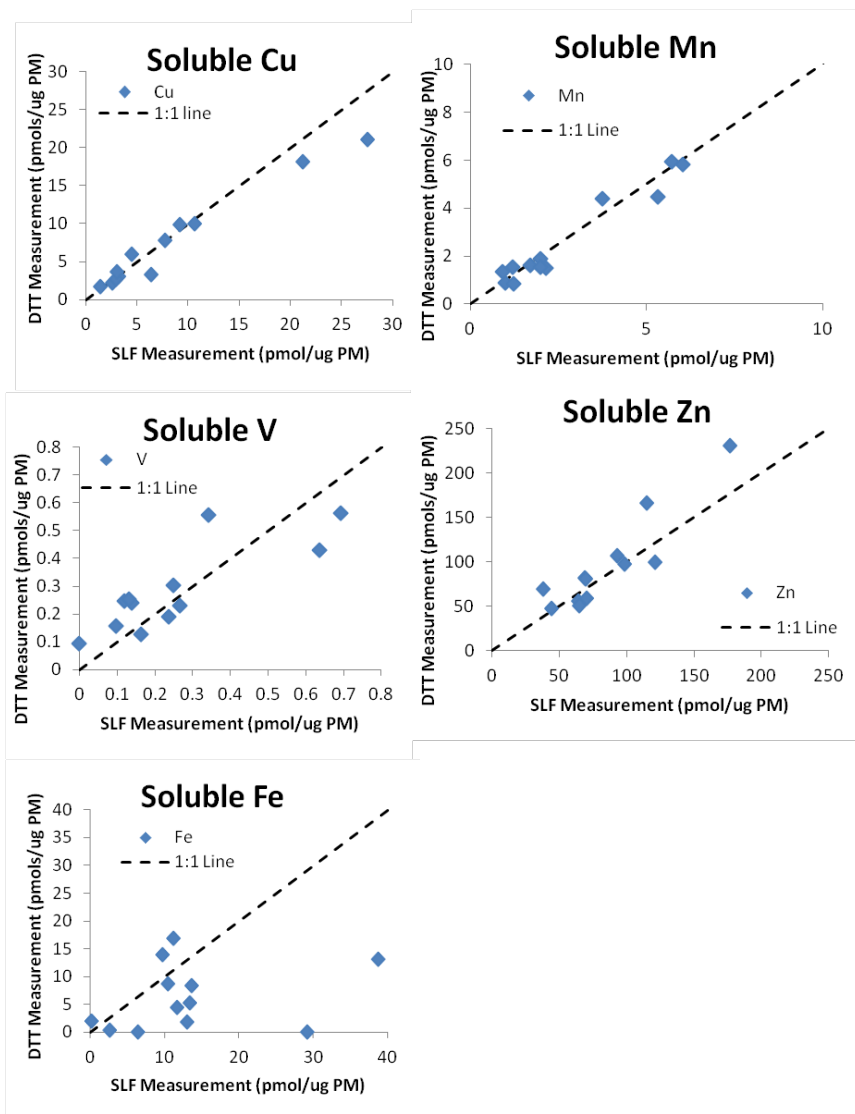 Soluble Cu
DTT Measurement (pmols/ug PM)
30
25
20
15
10
5
0
Cu
1:1 line
0 5 10 15 20 25 30
SLF Measurement (pmol/ug PM)
Soluble Mn
DTT Measurement (pmols/ug PM)
10
8
6
4
2
0
Mn
1:1 Line
0 5 10
SLF Measurement (pmol/ug PM)
Soluble V
DTT Measurement (pmols/ug PM)
0.8
0.7
0.6
0.5
0.4
0.3
0.2
0.1
0
V
1:1 Line
0 0.1 0.2 0.3 0.4 0.5 0.6 0.7 0.8
SLF Measurement (pmol/ug PM)
Soluble Zn
DTT Measurement (pmols/ug PM)
250
200
150
100
50
0
Zn
1:1 Line
0 50 100 150 200 250
SLF Measurement (pmol/ug PM)
Soluble Fe
DTT Measurement (pmols/ug PM)
40
35
30
25
20
15
10
5
0
Fe
1:1 Line
0 10 20 30 40
SLF Measurement (pmol/ug PM)